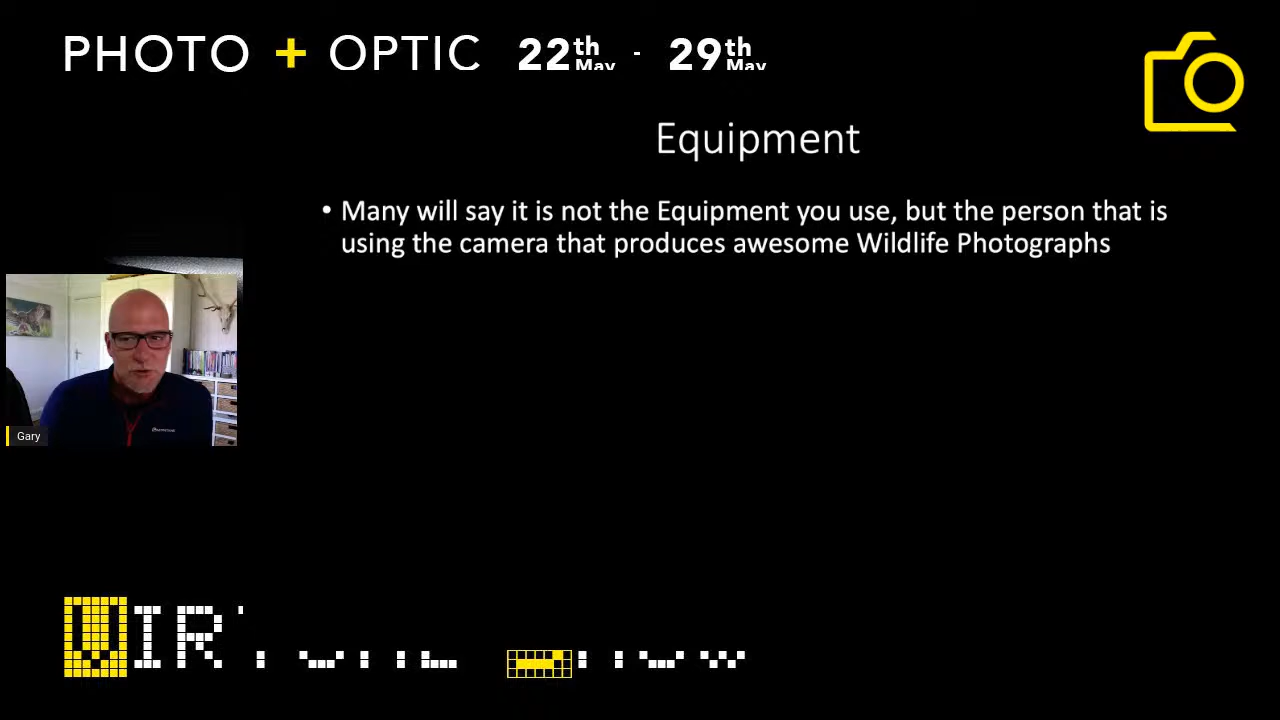 PHOTO + OPTIC 22th May - 29th May
Equipment
• Many will say it is not the Equipment you use, but the person that is
using the camera that produces awesome Wildlife Photographs
Gary